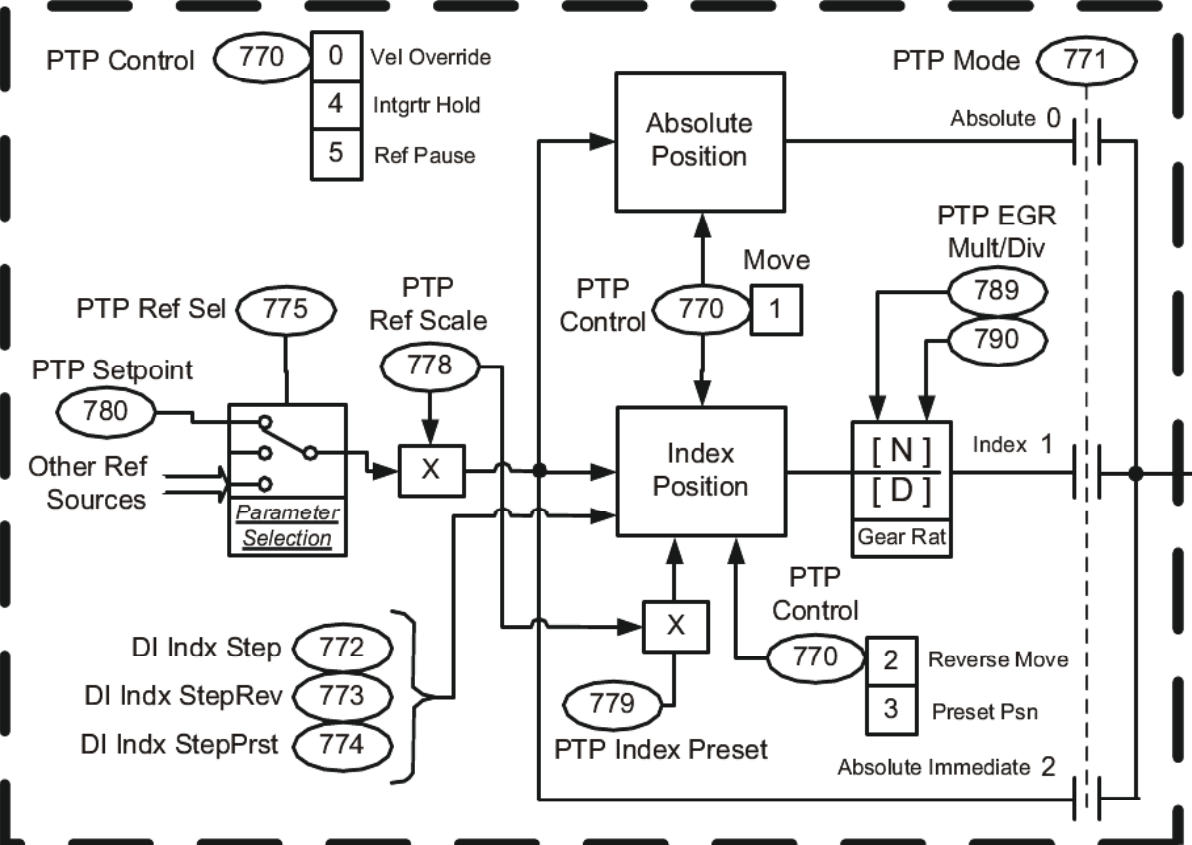 PTP Control 770 0 Vel Override
4 Intgrtr Hold
5 Ref Pause
PTP Mode 771
Absolute
Position
Absolute 0
PTP EGR
Mult/Div
789
790
Move
PTP
Control 770 1
PTP
Ref Scale
778
PTP Ref Sel 775
PTP Setpoint
780
Other Ref
Sources
Parameter
Selection
X
Index
Position
[ N ]
[ D ]
Gear Rat
Index 1
DI Indx Step 772
DI Indx StepRev 773
DI Indx StepPrst 774
X
779
PTP Index Preset
PTP
Control
770 2 Reverse Move
3 Preset Psn
Absolute Immediate 2